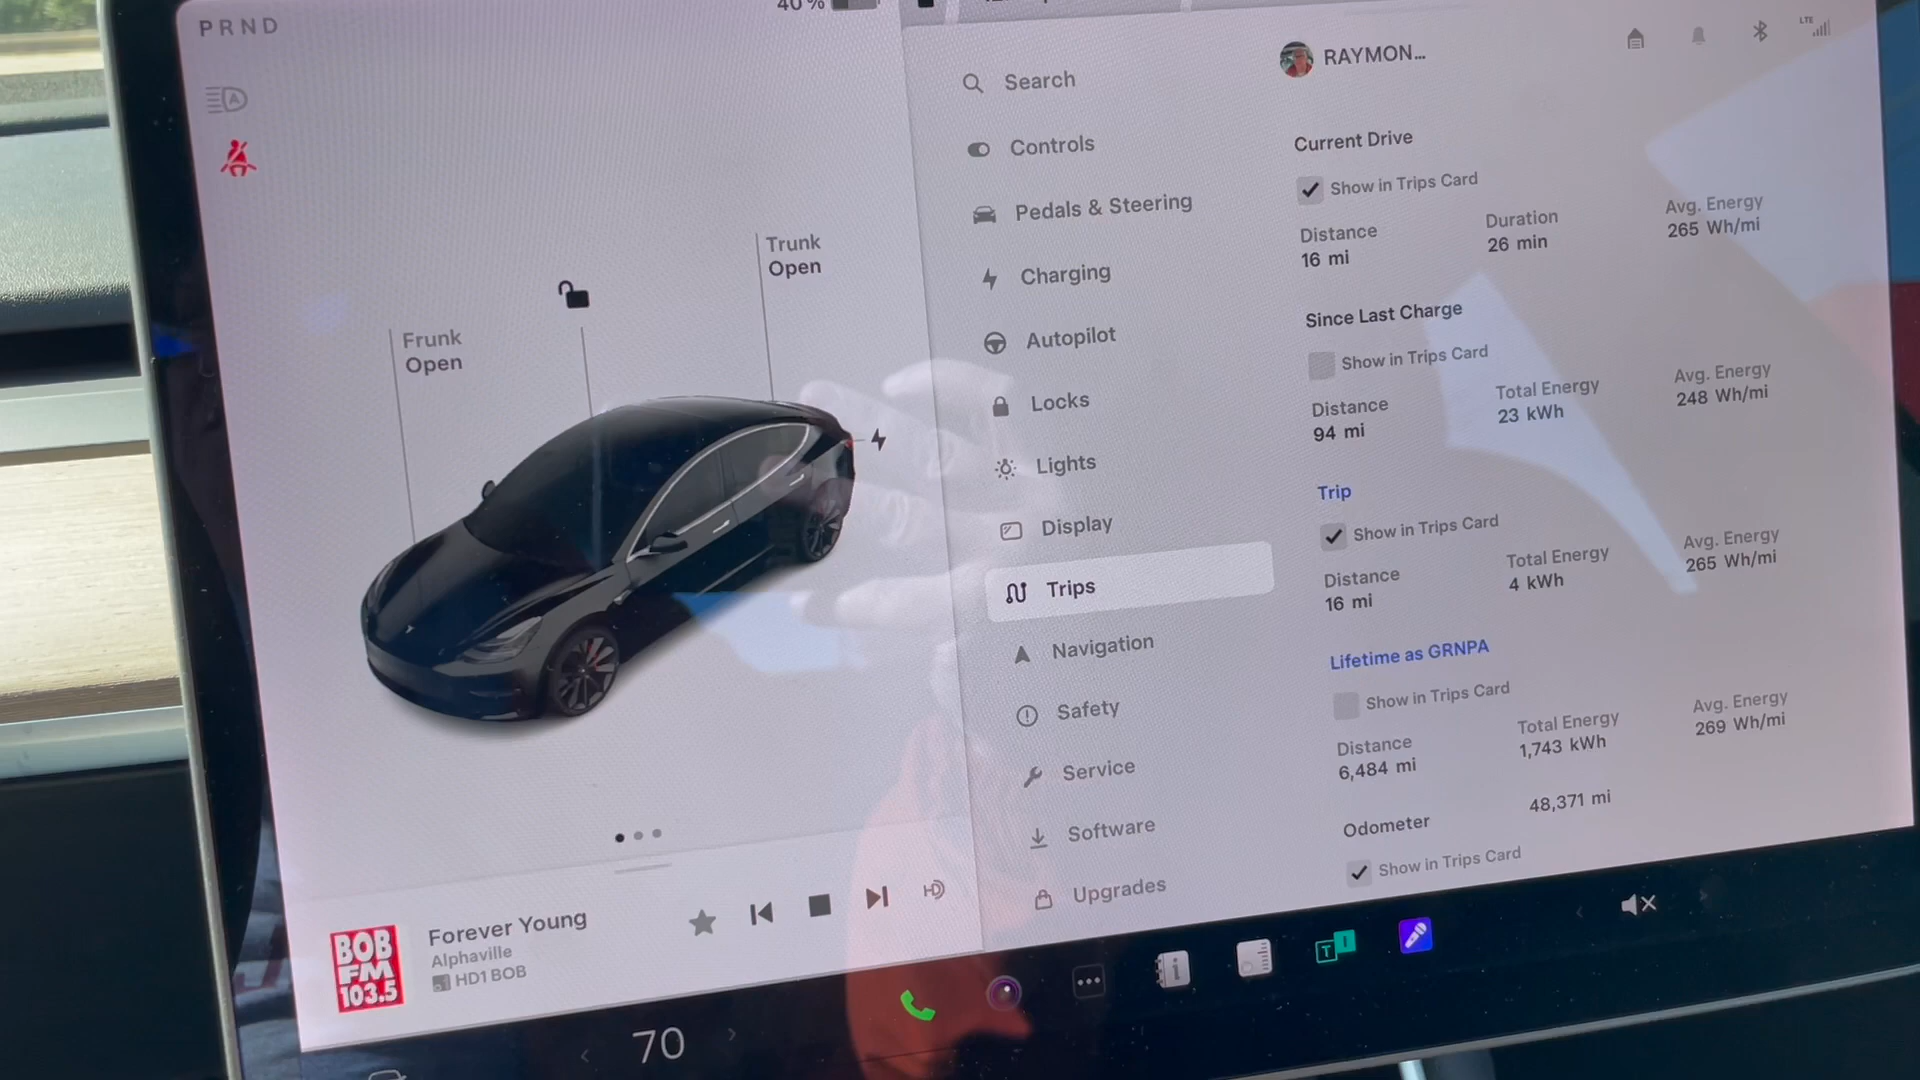 PRND
40 %
A
Trunk
Open
Frunk
Open
BOB
FM
103.5
Forever Young
Alphaville
HD1 BOB
HD
70
Search
Controls
Pedals & Steering
Charging
Autopilot
Locks
Lights
Display
Trips
Navigation
Safety
Service
Software
Upgrades
RAYMON...
LTE
Current Drive
Show in Trips Card
Distance
16 mi
Duration
26 min
Avg. Energy
265 Wh/mi
Since Last Charge
Show in Trips Card
Distance
94 mi
Total Energy
23 kWh
Avg. Energy
248 Wh/mi
Trip
Show in Trips Card
Distance
16 mi
Total Energy
4 kWh
Avg. Energy
265 Wh/mi
Lifetime as GRNPA
Show in Trips Card
Distance
6,484 mi
Total Energy
1,743 kWh
Avg. Energy
269 Wh/mi
Odometer
48,371 mi
Show in Trips Card
i
T I